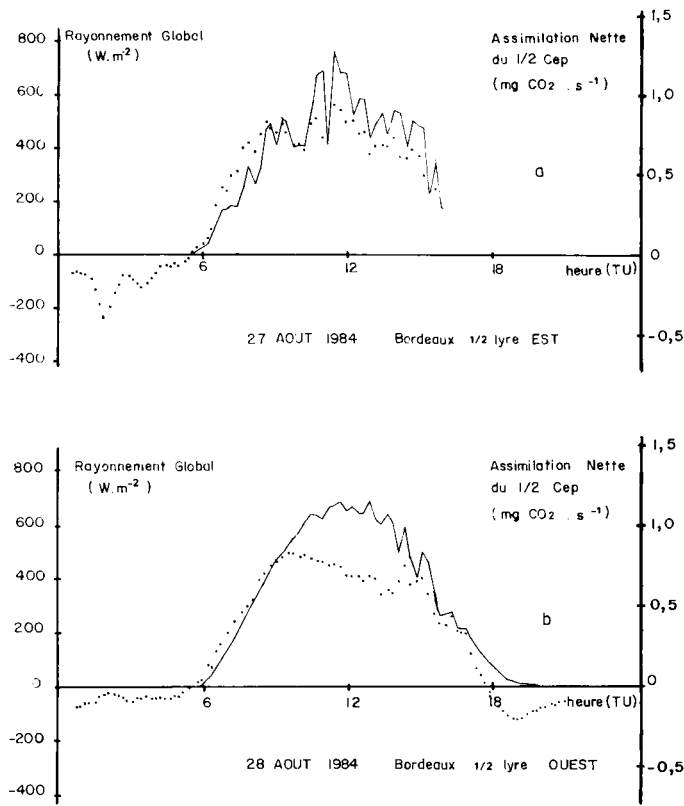 Rayonnement Global
(W.m-2)
Assimilation Nette
du 1/2 Cep
(mg CO2 . s-1)
800
600
400
200
0
-200
-400
1,5
1,0
0,5
0
-0,5
6
12
18
heure (TU)
a
27 AOUT 1984 Bordeaux 1/2 lyre EST
Rayonnement Global
(W.m-2)
Assimilation Nette
du 1/2 Cep
(mg CO2 . s-1)
800
600
400
200
0
-200
-400
1,5
1,0
0,5
0
-0,5
6
12
18
heure (TU)
b
28 AOUT 1984 Bordeaux 1/2 lyre OUEST